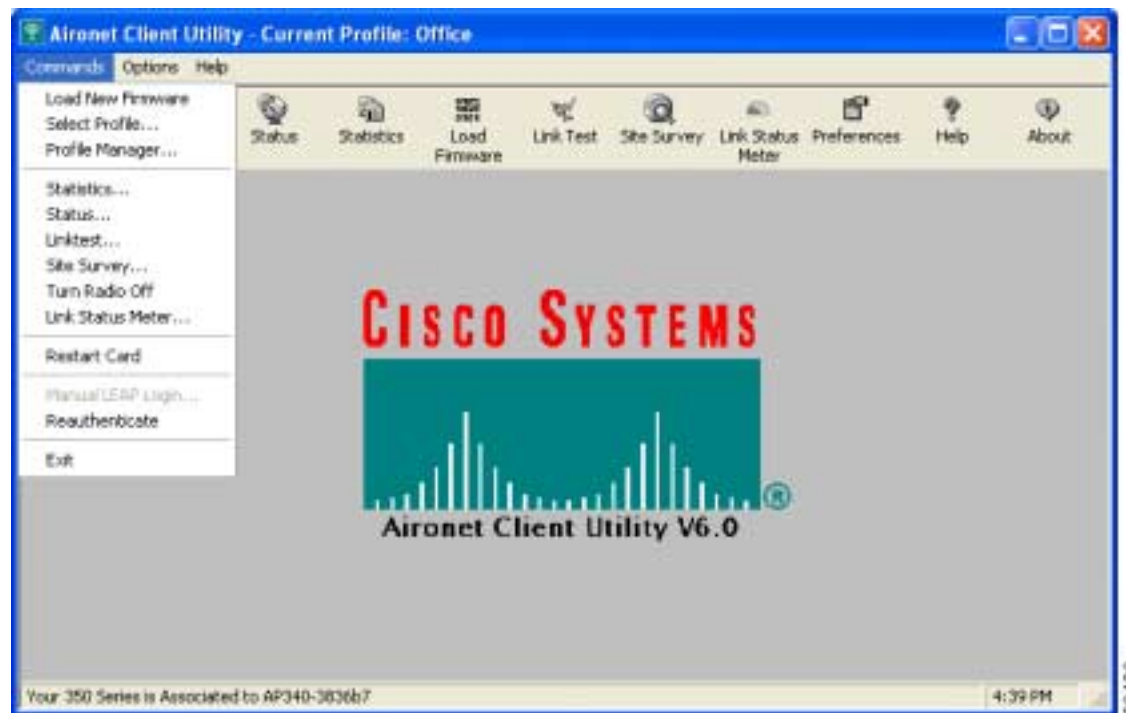 Aironet Client Utility - Current Profile: Office
Commands Options Help
Load New Firmware
Select Profile...
Profile Manager...
Statistics...
Status...
Linktest...
Site Survey...
Turn Radio Off
Link Status Meter...
Restart Card
Manual LEAP Login...
Reauthenticate
Exit
Status
Statistics
Load
Firmware
Link Test
Site Survey
Link Status
Meter
Preferences
Help
About
CISCO SYSTEMS
®
Aironet Client Utility V6.0
Your 350 Series is Associated to AP340-3836b7
4:39 PM